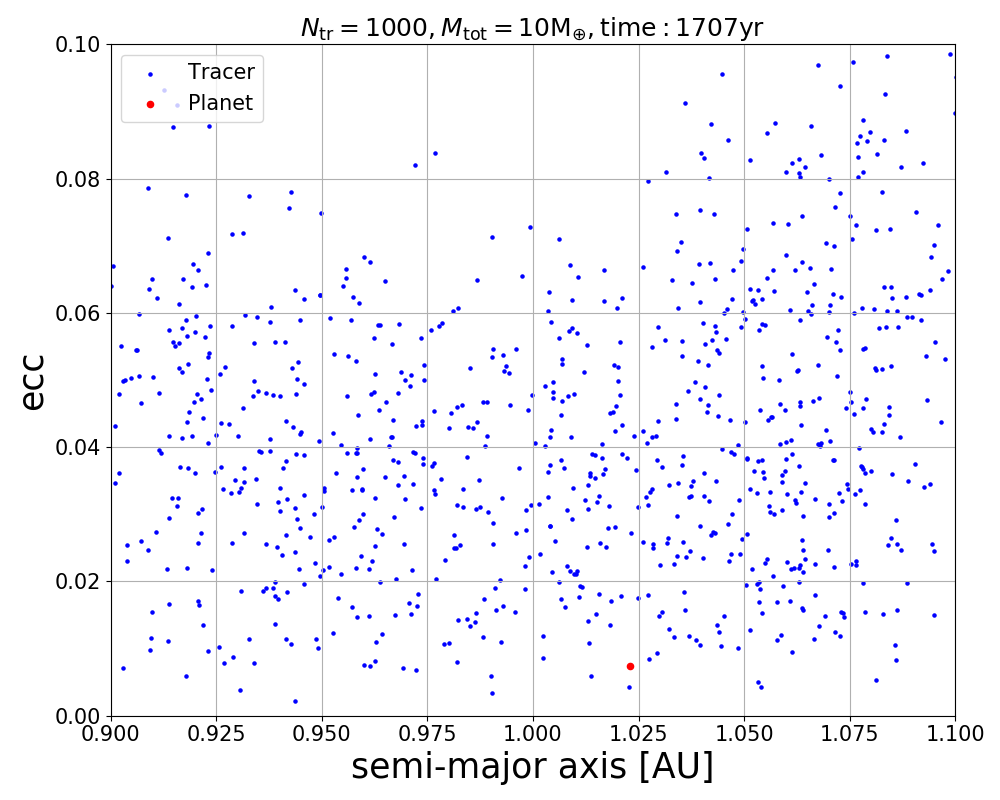 N_tr = 1000, M_tot = 10M_⊕, time : 1707yr
Tracer
Planet
ecc
0.10
0.08
0.06
0.04
0.02
0.00
0.900 0.925 0.950 0.975 1.000 1.025 1.050 1.075 1.100
semi-major axis [AU]